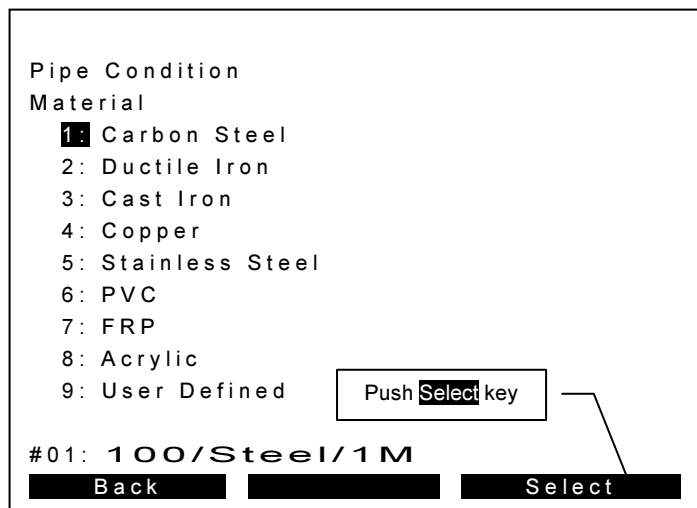 Pipe Condition
Material
1: Carbon Steel
2: Ductile Iron
3: Cast Iron
4: Copper
5: Stainless Steel
6: PVC
7: FRP
8: Acrylic
9: User Defined
Push Select key
#01: 100/Steel/1M
Back Select